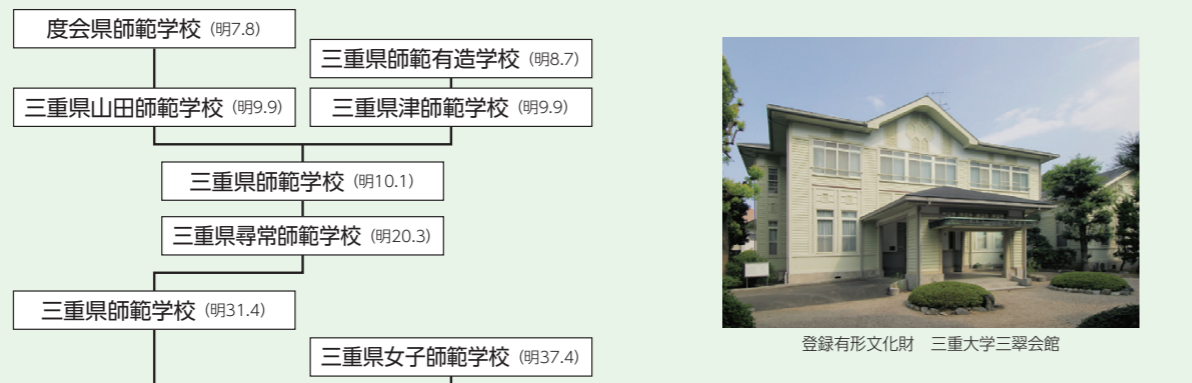 度会県師範学校（明7.8）
三重県師範有造学校（明8.7）
三重県山田師範学校（明9.9）
三重県津師範学校（明9.9）
三重県師範学校（明10.1）
三重県尋常師範学校（明20.3）
三重県師範学校（明31.4）
三重県女子師範学校（明37.4）
登録有形文化財　三重大学三翠会館